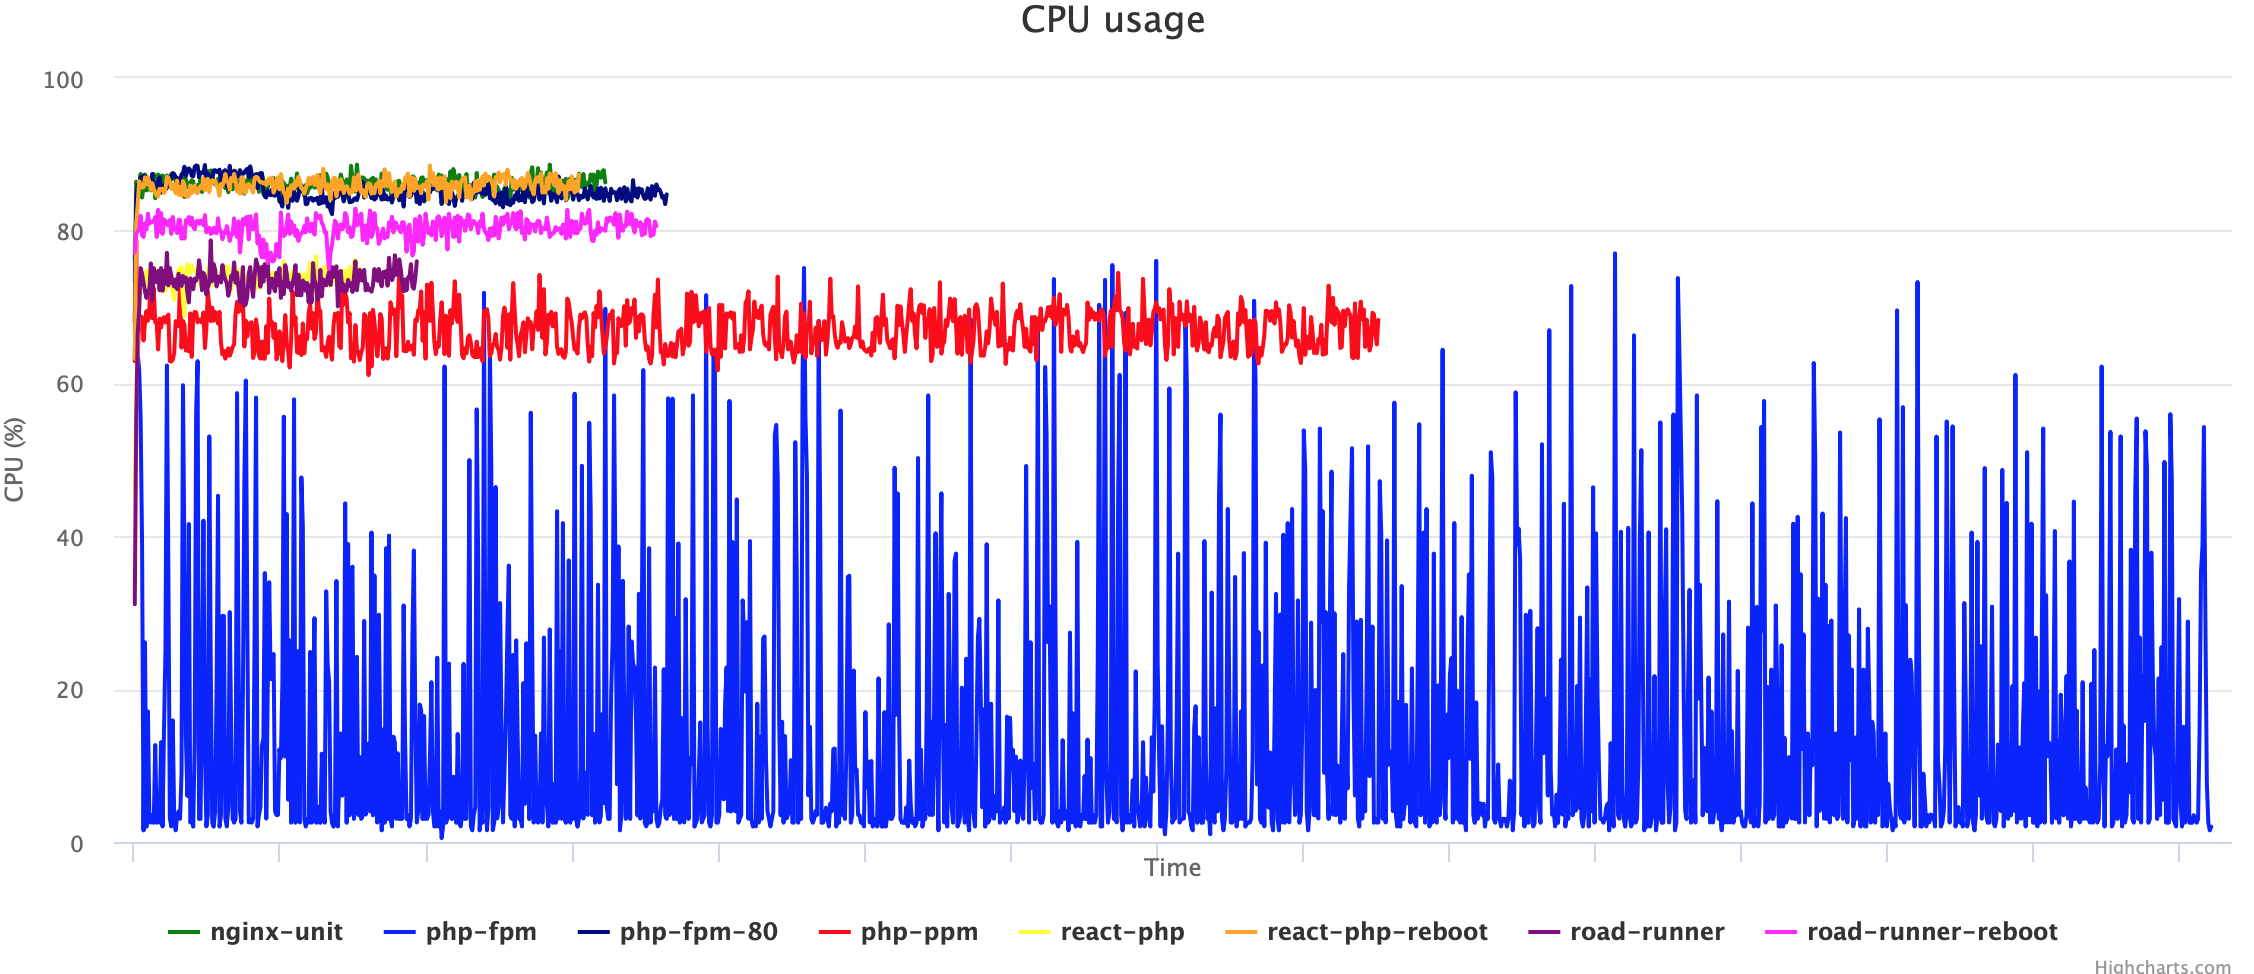 CPU usage
100
80
60
40
20
0
CPU (%)
Time
nginx-unit php-fpm php-fpm-80 php-ppm react-php react-php-reboot road-runner road-runner-reboot
Highcharts.com